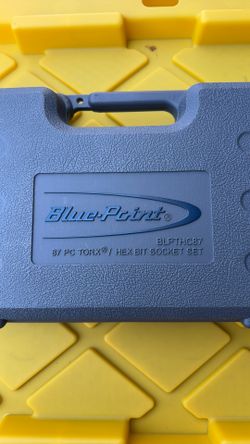 Blue-Point®
BLPTHC87
87 PC TORX® / HEX BIT SOCKET SET